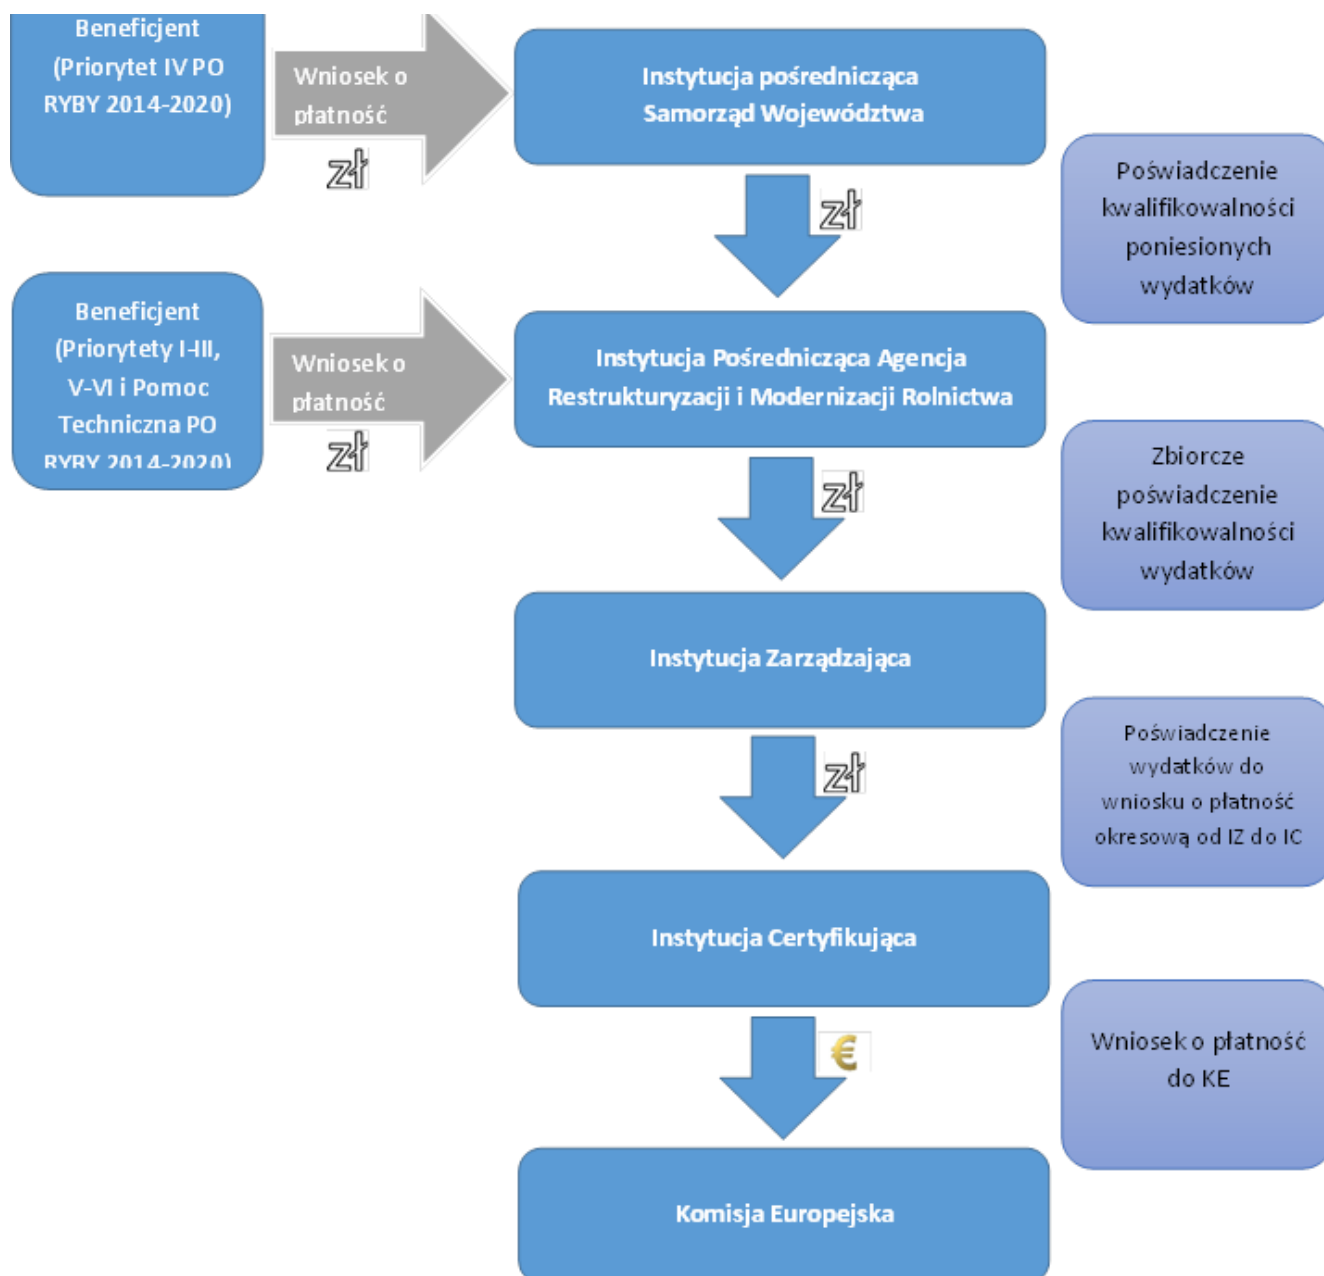 Beneficjent
(Priorytet IV PO
RYBY 2014-2020)
Wniosek o
płatność
zł
Instytucja pośrednicząca
Samorząd Województwa
zł
Poświadczenie
kwalifikowalności
poniesionych
wydatków
Beneficjent
(Priorytety I-III,
V-VI i Pomoc
Techniczna PO
RYBY 2014-2020)
Wniosek o
płatność
zł
Instytucja Pośrednicząca Agencja
Restrukturyzacji i Modernizacji Rolnictwa
zł
Zbiorcze
poświadczenie
kwalifikowalności
wydatków
Instytucja Zarządzająca
zł
Poświadczenie
wydatków do
wniosku o płatność
okresową od IZ do IC
Instytucja Certyfikująca
€
Wniosek o płatność
do KE
Komisja Europejska